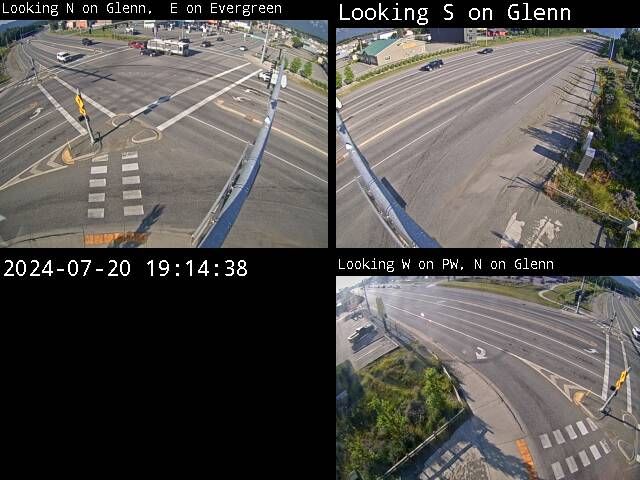 Looking N on Glenn, E on Evergreen
Looking S on Glenn
2024-07-20 19:14:38
Looking W on PW, N on Glenn